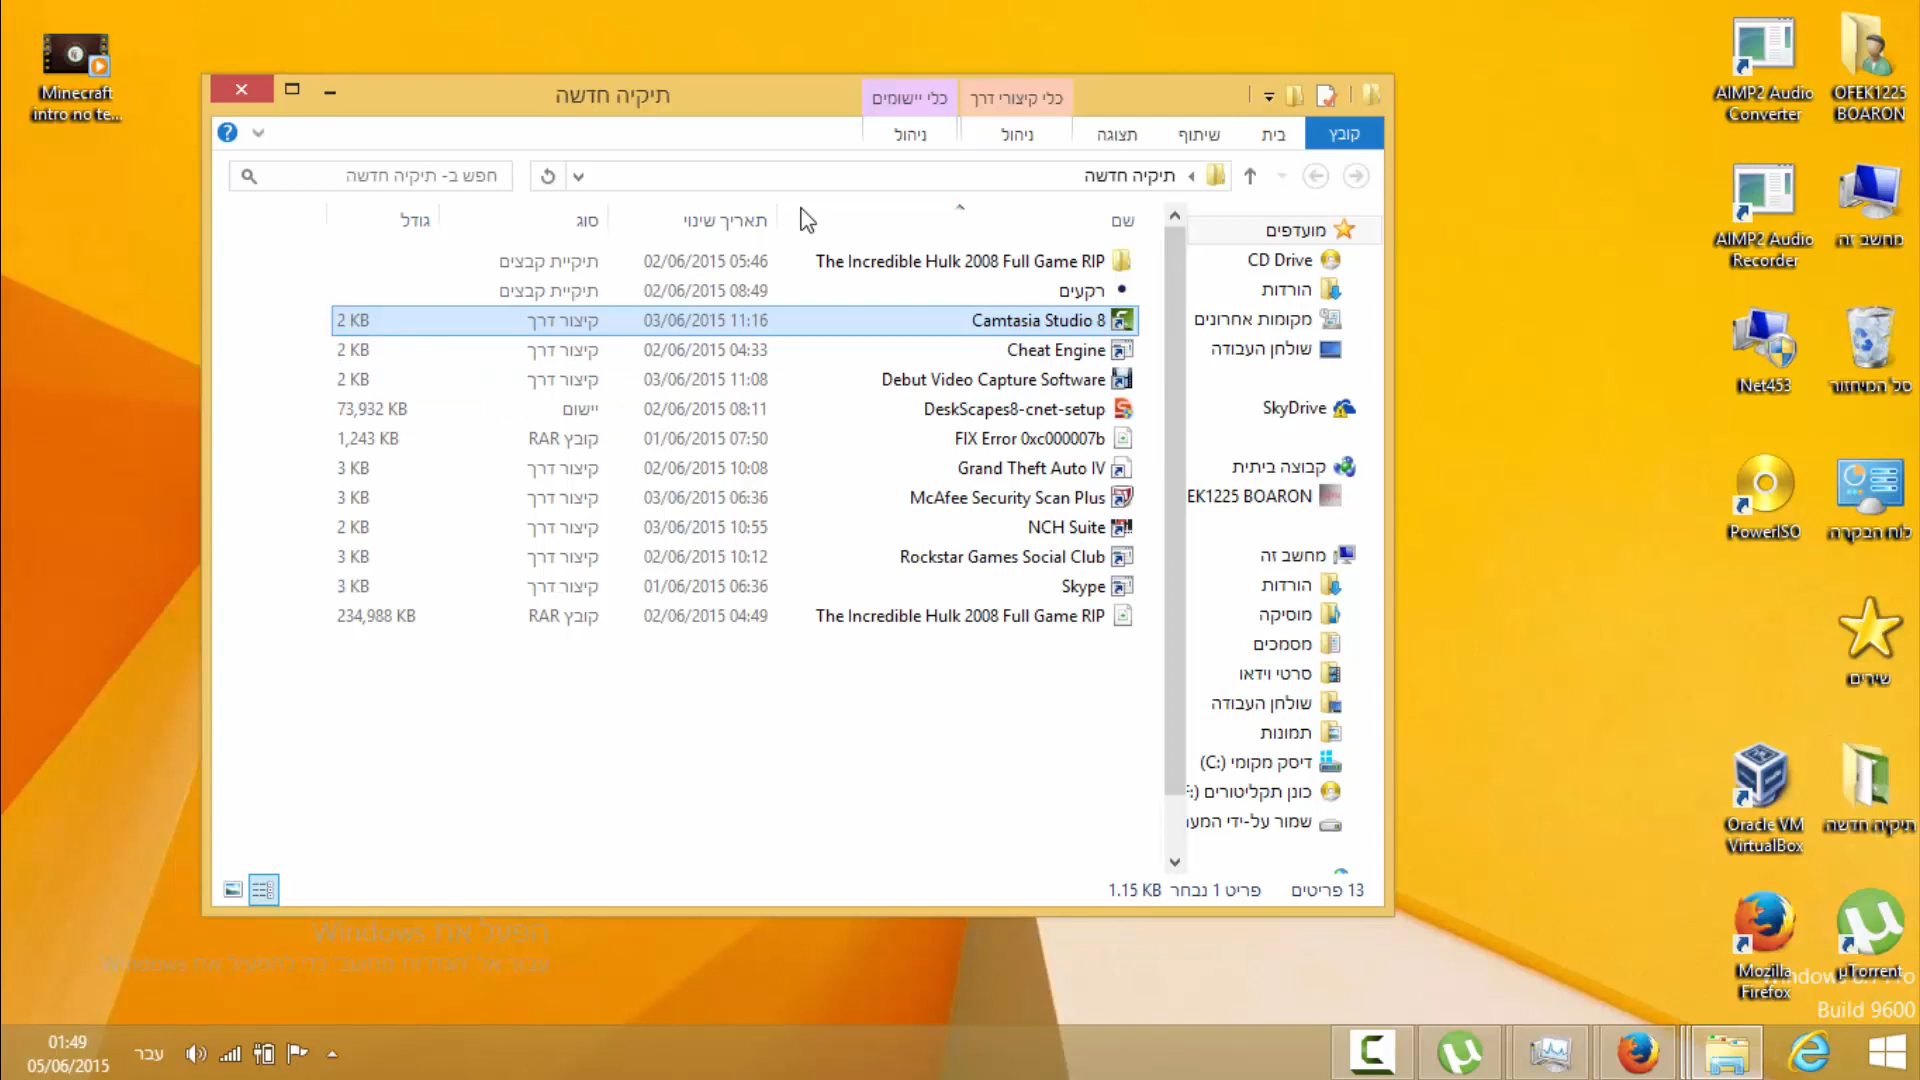 Minecraft
intro no te...
תיקיה חדשה
כלי קיצורי דרך
כלי יישומים
קובץ
בית
שיתוף
תצוגה
ניהול
ניהול
תיקיה חדשה
חפש ב- תיקיה חדשה
שם
תאריך שינוי
סוג
גודל
The Incredible Hulk 2008 Full Game RIP 02/06/2015 05:46 תיקיית קבצים
רקעים 02/06/2015 08:49 תיקיית קבצים
Camtasia Studio 8 03/06/2015 11:16 קיצור דרך 2 KB
Cheat Engine 02/06/2015 04:33 קיצור דרך 2 KB
Debut Video Capture Software 03/06/2015 11:08 קיצור דרך 2 KB
DeskScapes8-cnet-setup 02/06/2015 08:11 יישום 73,932 KB
FIX Error 0xc000007b 01/06/2015 07:50 קובץ RAR 1,243 KB
Grand Theft Auto IV 02/06/2015 10:08 קיצור דרך 3 KB
McAfee Security Scan Plus 03/06/2015 06:36 קיצור דרך 3 KB
NCH Suite 03/06/2015 10:55 קיצור דרך 2 KB
Rockstar Games Social Club 02/06/2015 10:12 קיצור דרך 3 KB
Skype 01/06/2015 06:36 קיצור דרך 3 KB
The Incredible Hulk 2008 Full Game RIP 02/06/2015 04:49 קובץ RAR 234,988 KB
מועדפים
CD Drive
הורדות
מקומות אחרונים
שולחן העבודה
SkyDrive
קבוצה ביתית
EK1225 BOARON
מחשב זה
הורדות
מוסיקה
מסמכים
סרטי וידאו
שולחן העבודה
תמונות
דיסק מקומי (C:)
כונן תקליטורים
שמור על-ידי
13 פריטים
פריט 1 נבחר 1.15 KB
OFEK1225
BOARON
AIMP2 Audio
Converter
מחשב זה
AIMP2 Audio
Recorder
סל המיחזור
Net453
לוח הבקרה
PowerISO
שירים
תיקיה חדשה
Oracle VM
VirtualBox
µTorrent
Mozilla
Firefox
Build 9600
הפעל את Windows
עבור אל 'הגדרות מחשב' כדי להפעיל את Windows
עבר
01:49
05/06/2015